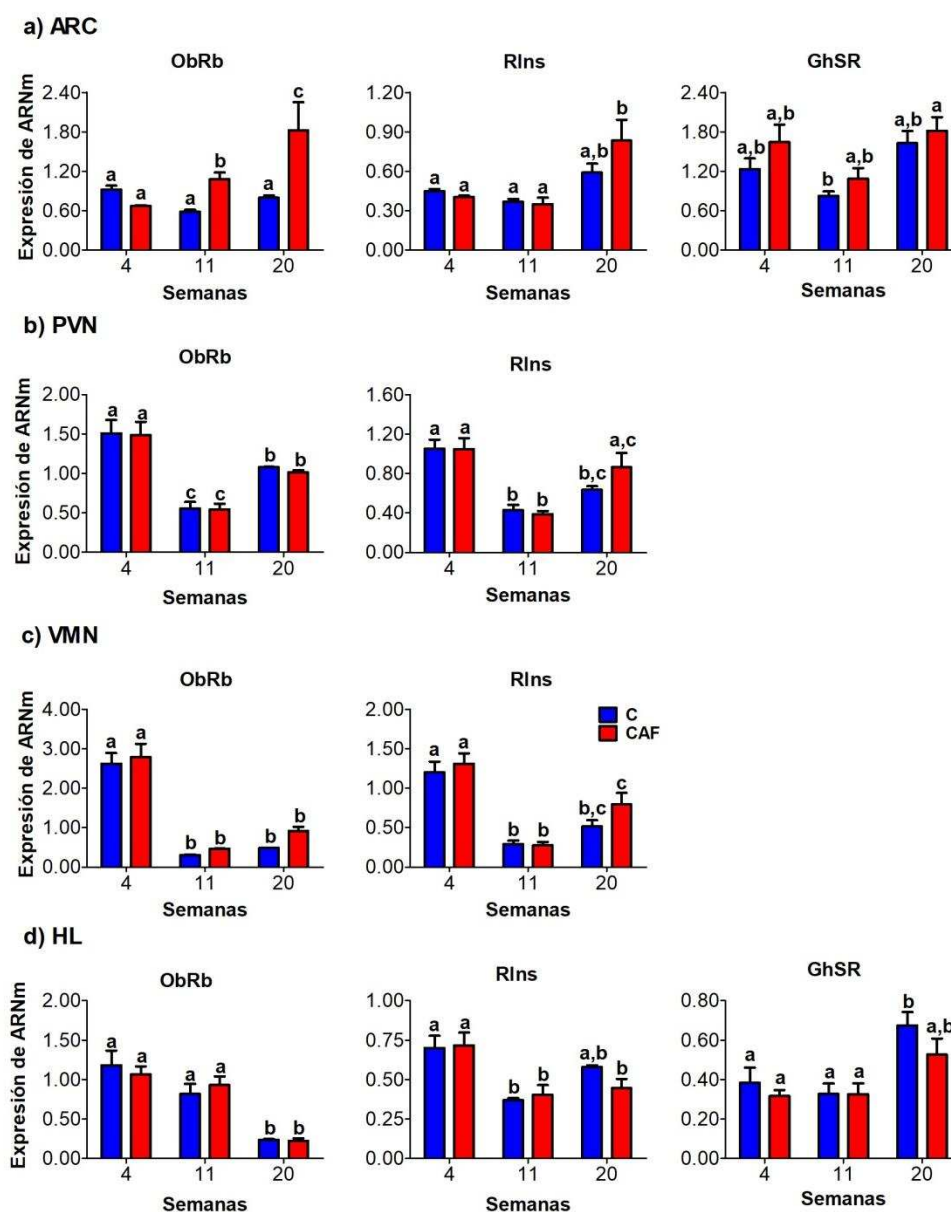 a) ARC
ObRb
RIns
GhSR
Expresión de ARNm
2.40
1.80
1.20
0.60
0.00
a a a b a c
4 11 20
Semanas
1.20
0.90
0.60
0.30
0.00
a a a a a,b b
4 11 20
Semanas
2.40
1.80
1.20
0.60
0.00
a,b a,b b a,b a,b a
4 11 20
Semanas
b) PVN
ObRb
RIns
Expresión de ARNm
2.00
1.50
1.00
0.50
0.00
a a c c b b
4 11 20
Semanas
1.60
1.20
0.80
0.40
0.00
a a b b b,c a,c
4 11 20
Semanas
c) VMN
ObRb
RIns
Expresión de ARNm
4.00
3.00
2.00
1.00
0.00
a a b b b b
4 11 20
Semanas
2.00
1.50
1.00
0.50
0.00
a a b b b,c c
4 11 20
Semanas
C
CAF
d) HL
ObRb
RIns
GhSR
Expresión de ARNm
2.00
1.50
1.00
0.50
0.00
a a a a b b
4 11 20
Semanas
1.00
0.75
0.50
0.25
0.00
a a b b a,b b
4 11 20
Semanas
0.80
0.60
0.40
0.20
0.00
a a a a b a,b
4 11 20
Semanas